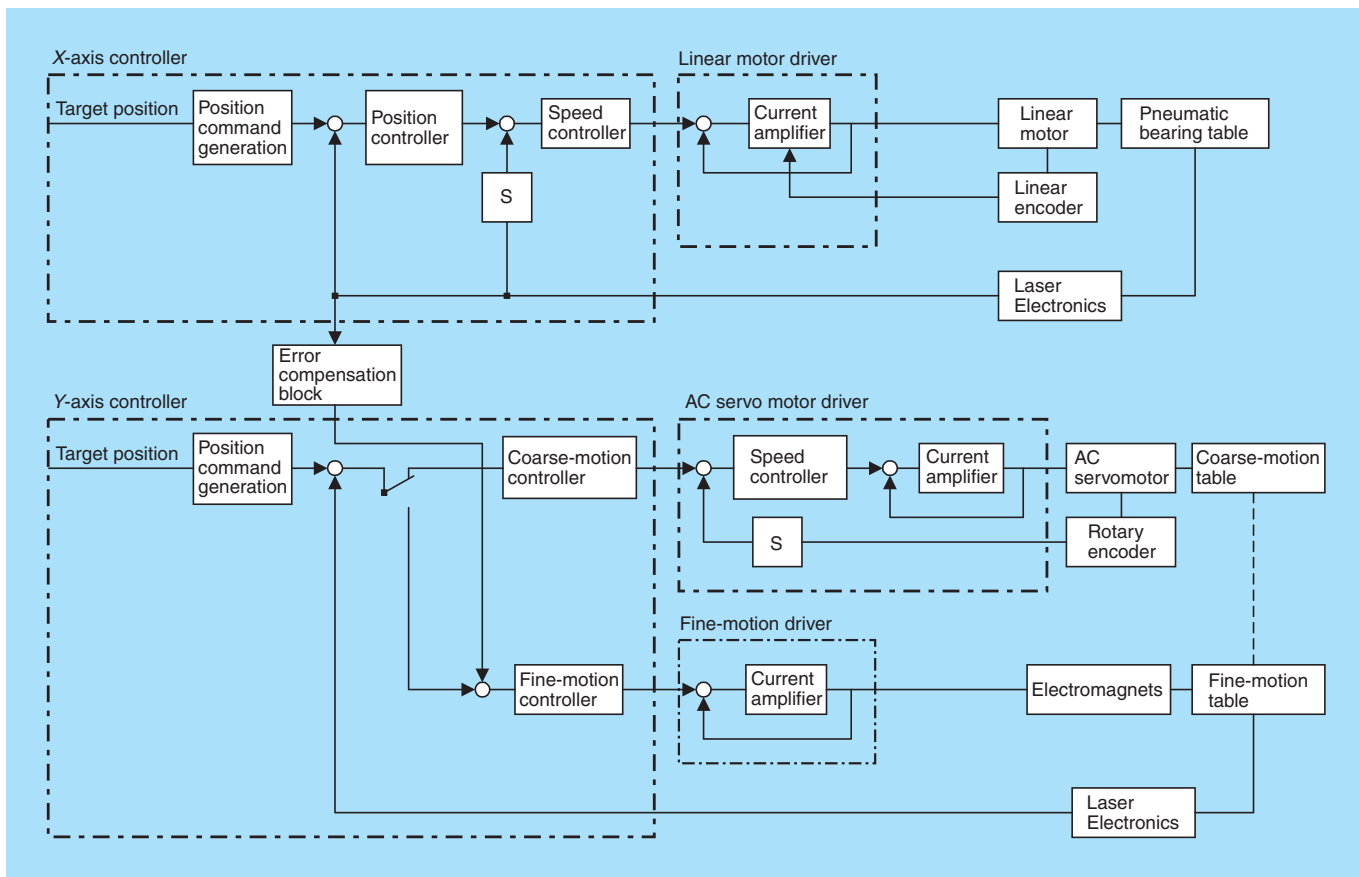 X-axis controller
Linear motor driver
Target position
Position
command
generation
Position
controller
Speed
controller
Current
amplifier
Linear
motor
Pneumatic
bearing table
S
Linear
encoder
Laser
Electronics
Error
compensation
block
Y-axis controller
AC servo motor driver
Target position
Position
command
generation
Coarse-motion
controller
Speed
controller
Current
amplifier
AC
servomotor
Coarse-motion
table
S
Rotary
encoder
Fine-motion driver
Fine-motion
controller
Current
amplifier
Electromagnets
Fine-motion
table
Laser
Electronics